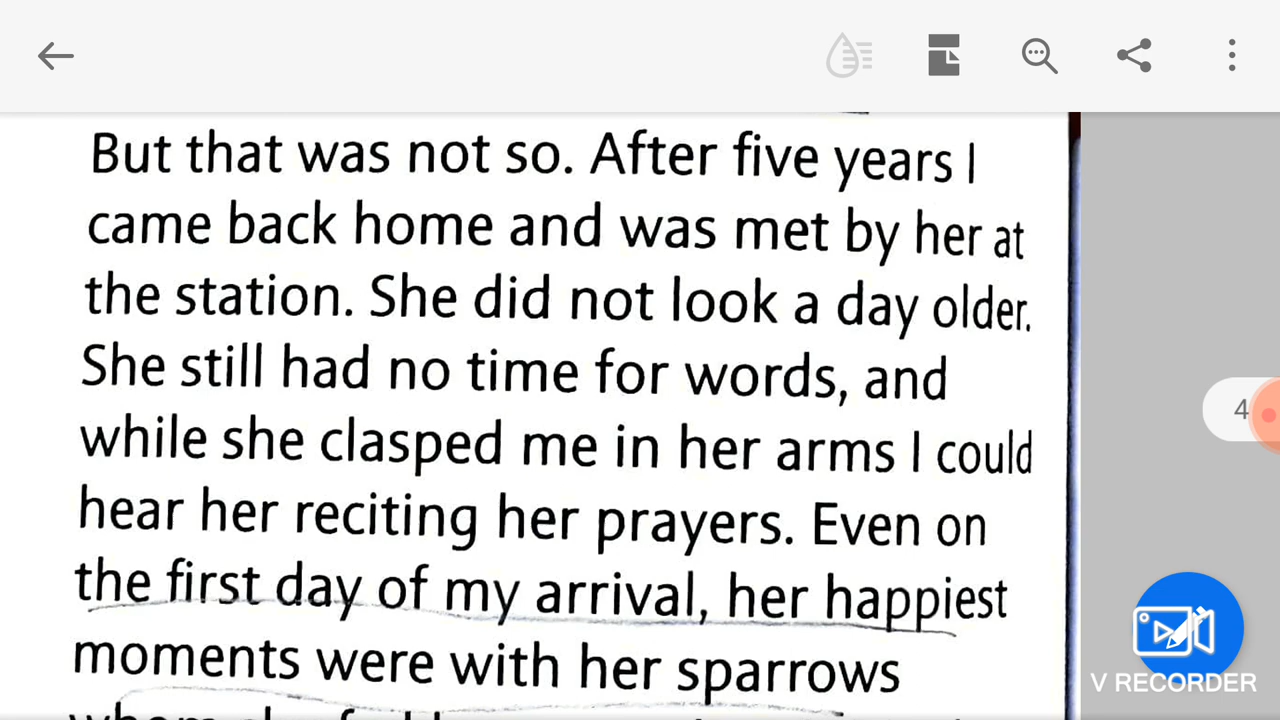 But that was not so. After five years I
came back home and was met by her at
the station. She did not look a day older.
She still had no time for words, and
while she clasped me in her arms I could
hear her reciting her prayers. Even on
the first day of my arrival, her happiest
moments were with her sparrows
4
V RECORDER